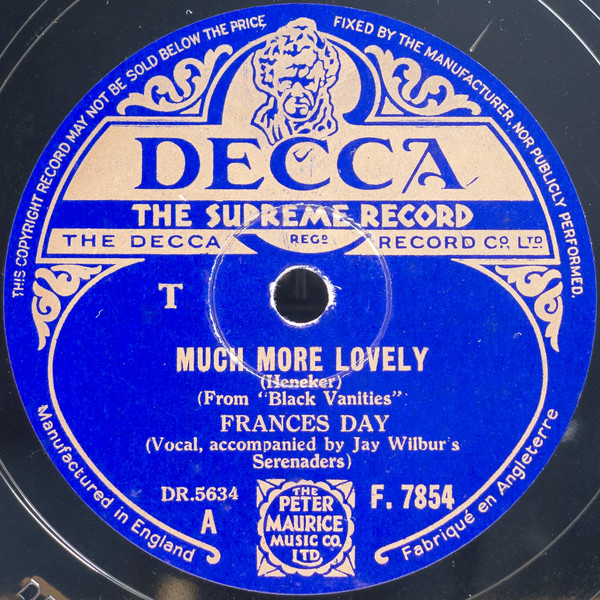 THIS COPYRIGHT RECORD MAY NOT BE SOLD BELOW THE PRICE FIXED BY THE MANUFACTURER, NOR PUBLICLY PERFORMED.
DECCA
THE SUPREME RECORD
THE DECCA REGD. RECORD CO. LTD.
T
MUCH MORE LOVELY
(Heneker)
(From "Black Vanities"
FRANCES DAY
(Vocal, accompanied by Jay Wilbur's
Serenaders)
DR.5634
A
THE
PETER
MAURICE
MUSIC CO.
LTD.
F. 7854
Manufactured in England
Fabriqué en Angleterre